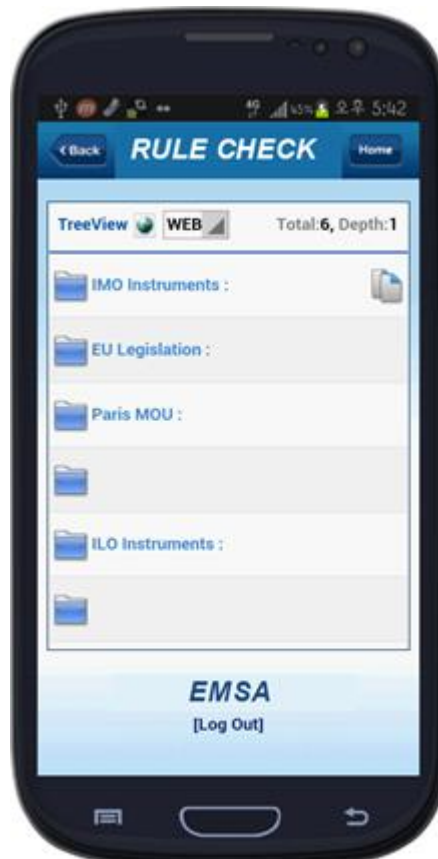 오후 5:42
< Back
RULE CHECK
Home
TreeView WEB Total:6, Depth:1
IMO Instruments :
EU Legislation :
Paris MOU :
ILO Instruments :
EMSA
[Log Out]